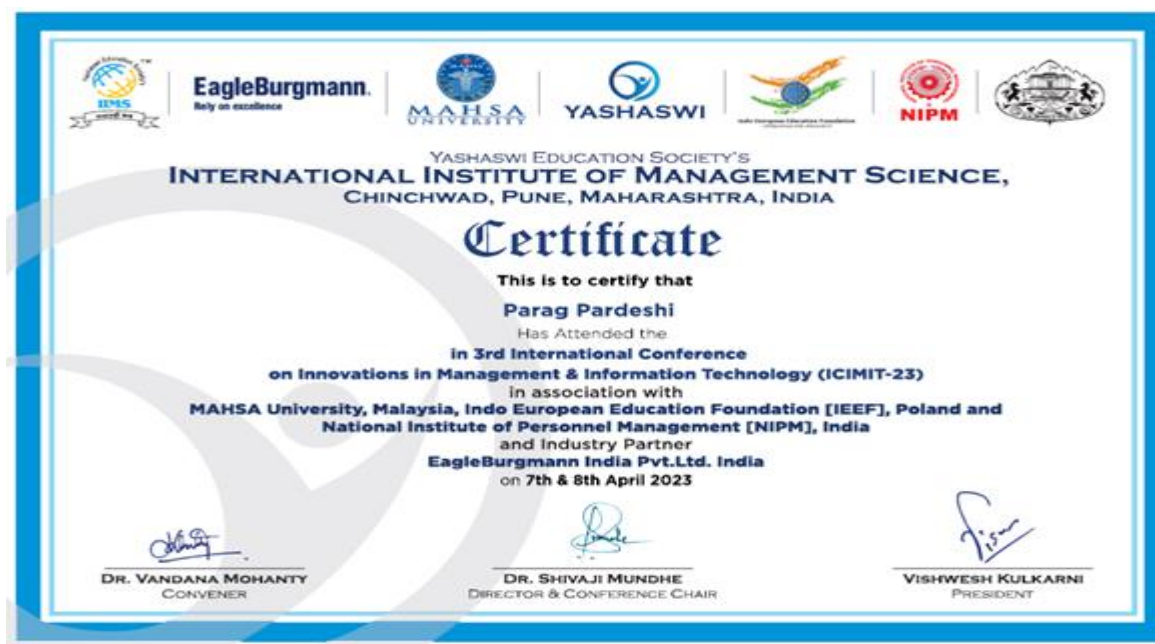 IIMS
EagleBurgmann.
Rely on excellence
MAHSA
UNIVERSITY
YASHASWI
Indo European Education Foundation
NIPM
YASHASWI EDUCATION SOCIETY'S
INTERNATIONAL INSTITUTE OF MANAGEMENT SCIENCE,
CHINCHWAD, PUNE, MAHARASHTRA, INDIA
Certificate
This is to certify that
Parag Pardeshi
Has Attended the
in 3rd International Conference
on Innovations in Management & Information Technology (ICIMIT-23)
in association with
MAHSA University, Malaysia, Indo European Education Foundation [IEEF], Poland and
National Institute of Personnel Management [NIPM], India
and Industry Partner
EagleBurgmann India Pvt.Ltd. India
on 7th & 8th April 2023
DR. VANDANA MOHANTY
CONVENER
DR. SHIVAJI MUNDHE
DIRECTOR & CONFERENCE CHAIR
VISHWESH KULKARNI
PRESIDENT